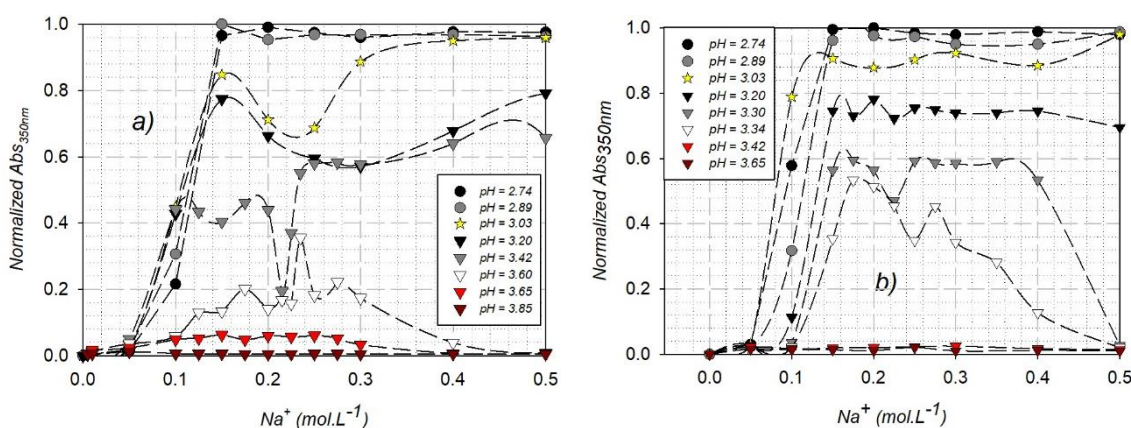 1.0
0.8
0.6
0.4
0.2
0.0
Normalized Abs350nm
a)
pH = 2.74
pH = 2.89
pH = 3.03
pH = 3.20
pH = 3.42
pH = 3.60
pH = 3.65
pH = 3.85
0.0 0.1 0.2 0.3 0.4 0.5
Na+ (mol.L-1)
1.0
0.8
0.6
0.4
0.2
0.0
Normalized Abs350nm
b)
pH = 2.74
pH = 2.89
pH = 3.03
pH = 3.20
pH = 3.30
pH = 3.34
pH = 3.42
pH = 3.65
0.0 0.1 0.2 0.3 0.4 0.5
Na+ (mol.L-1)